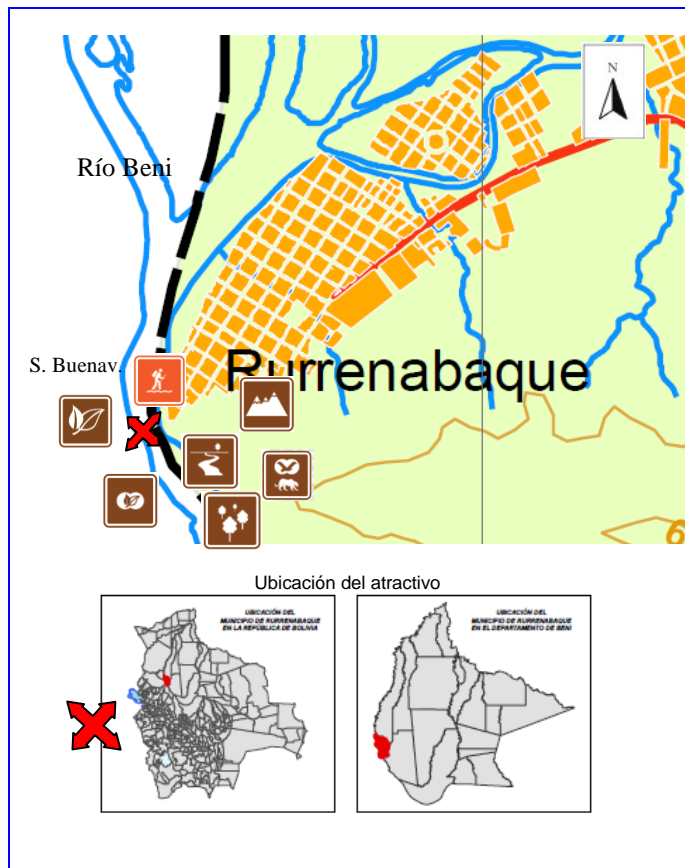 N
Río Beni
S. Buenav.
Rurrenabaque
6
Ubicación del atractivo
UBICACIÓN DEL
MUNICIPIO DE RURRENABAQUE
EN LA REPÚBLICA DE BOLIVIA
UBICACIÓN DEL
MUNICIPIO DE RURRENABAQUE
EN EL DEPARTAMENTO DE BENI